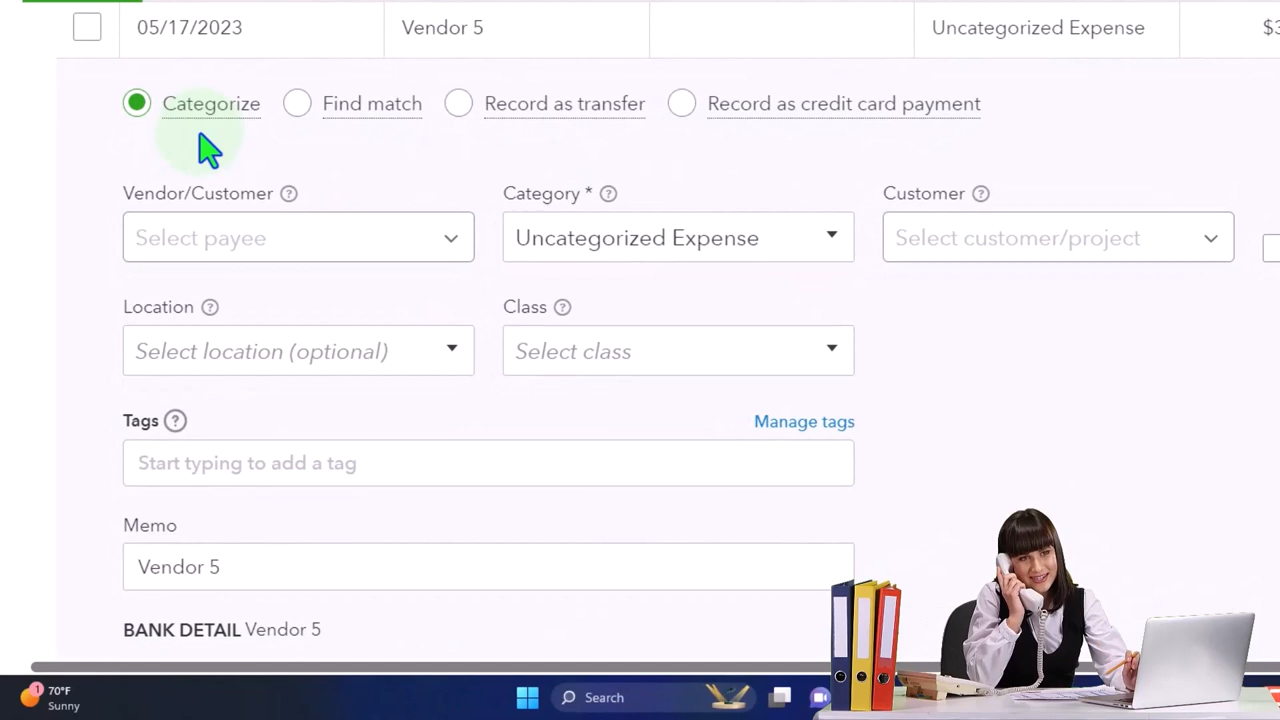 05/17/2023 Vendor 5 Uncategorized Expense
Categorize Find match Record as transfer Record as credit card payment
Vendor/Customer ? Category * ? Customer ?
Select payee Uncategorized Expense Select customer/project
Location ? Class ?
Select location (optional) Select class
Tags ? Manage tags
Start typing to add a tag
Memo
Vendor 5
BANK DETAIL Vendor 5
1 70°F
Sunny
Search